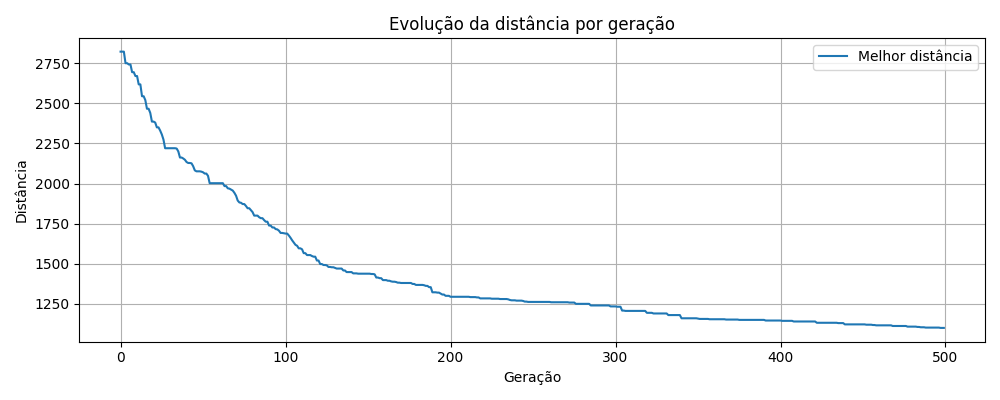 Evolução da distância por geração
Melhor distância
Distância
2750
2500
2250
2000
1750
1500
1250
0 100 200 300 400 500
Geração